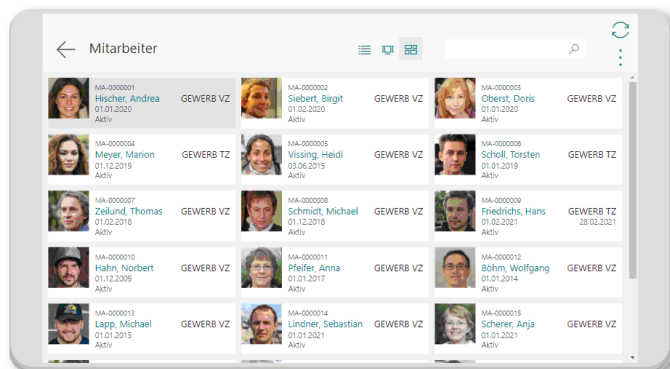 Mitarbeiter
MA-0000001
Hischer, Andrea GEWERB VZ
01.01.2020
Aktiv
MA-0000002
Siebert, Birgit GEWERB VZ
01.02.2020
Aktiv
MA-0000003
Oberst, Doris GEWERB VZ
01.01.2020
Aktiv
MA-0000004
Meyer, Marion GEWERB TZ
01.12.2019
Aktiv
MA-0000005
Vissing, Heidi GEWERB VZ
03.06.2015
Aktiv
MA-0000006
Scholl, Torsten GEWERB TZ
01.01.2019
Aktiv
MA-0000007
Zeilund, Thomas GEWERB VZ
01.02.2018
Aktiv
MA-0000008
Schmidt, Michael GEWERB VZ
01.12.2018
Aktiv
MA-0000009
Friedrichs, Hans GEWERB TZ
01.02.2021 28.02.2021
Aktiv
MA-0000010
Hahn, Norbert GEWERB VZ
01.12.2009
Aktiv
MA-0000011
Pfeifer, Anna GEWERB VZ
01.01.2017
Aktiv
MA-0000012
Böhm, Wolfgang GEWERB VZ
01.01.2014
Aktiv
MA-0000013
Lapp, Michael GEWERB VZ
01.01.2015
Aktiv
MA-0000014
Lindner, Sebastian GEWERB VZ
01.01.2021
Aktiv
MA-0000015
Scherer, Anja GEWERB VZ
01.01.2021
Aktiv